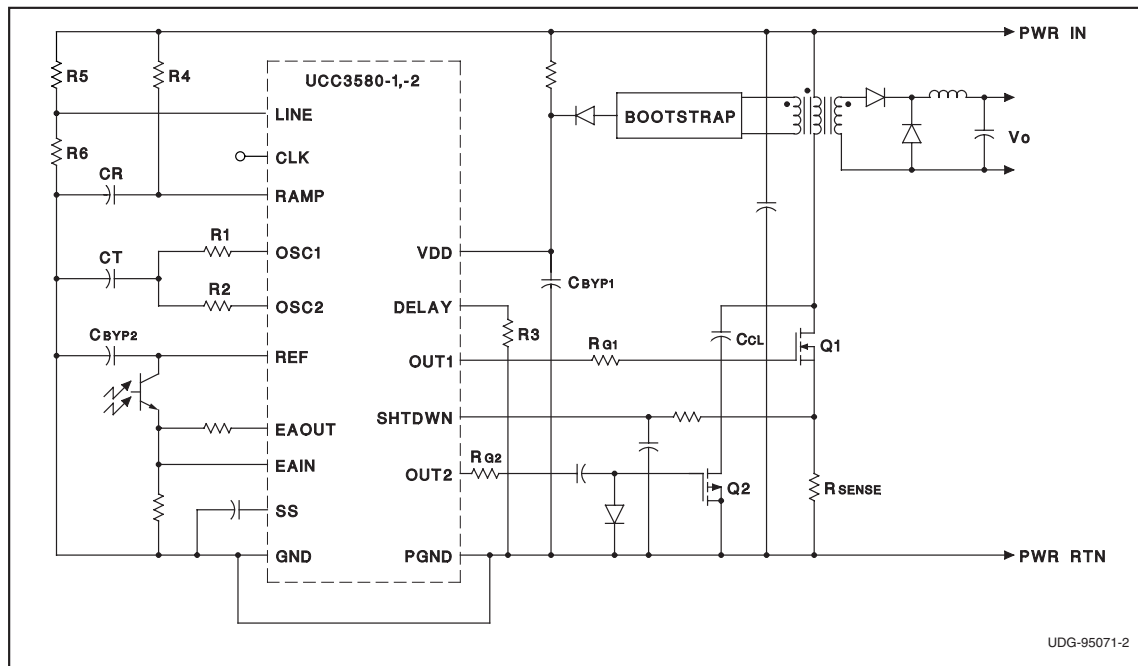 PWR IN
R5
R4
UCC3580-1,-2
LINE
BOOTSTRAP
R6
CLK
Vo
CR
RAMP
R1
OSC1
VDD
CT
CBYP1
R2
OSC2
DELAY
R3
CCL
CBYP2
REF
OUT1
RG1
Q1
SHTDWN
EAOUT
RG2
EAIN
OUT2
Q2
RSENSE
SS
GND
PGND
PWR RTN
UDG-95071-2